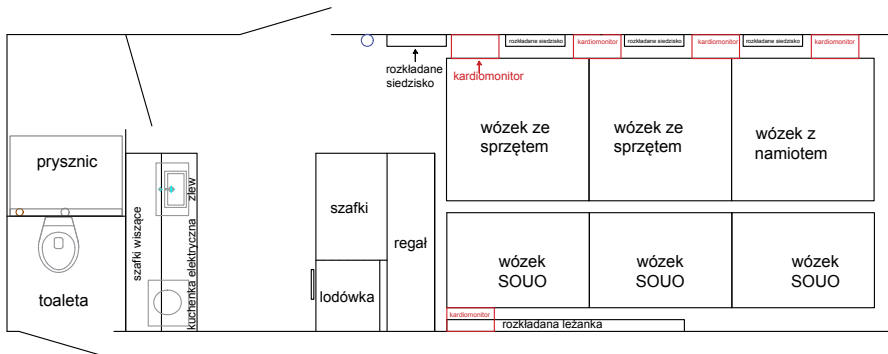 kardiomonitor
rozkładane siedzisko
kardiomonitor
rozkładane siedzisko
kardiomonitor
rozkładane siedzisko
kardiomonitor
rozkładane
siedzisko
kardiomonitor
wózek ze
sprzętem
wózek ze
sprzętem
wózek z
namiotem
prysznic
szafki wiszące
zlew
kuchenka elektryczna
szafki
regał
toaleta
lodówka
wózek
SOUO
wózek
SOUO
wózek
SOUO
kardiomonitor
rozkładana leżanka